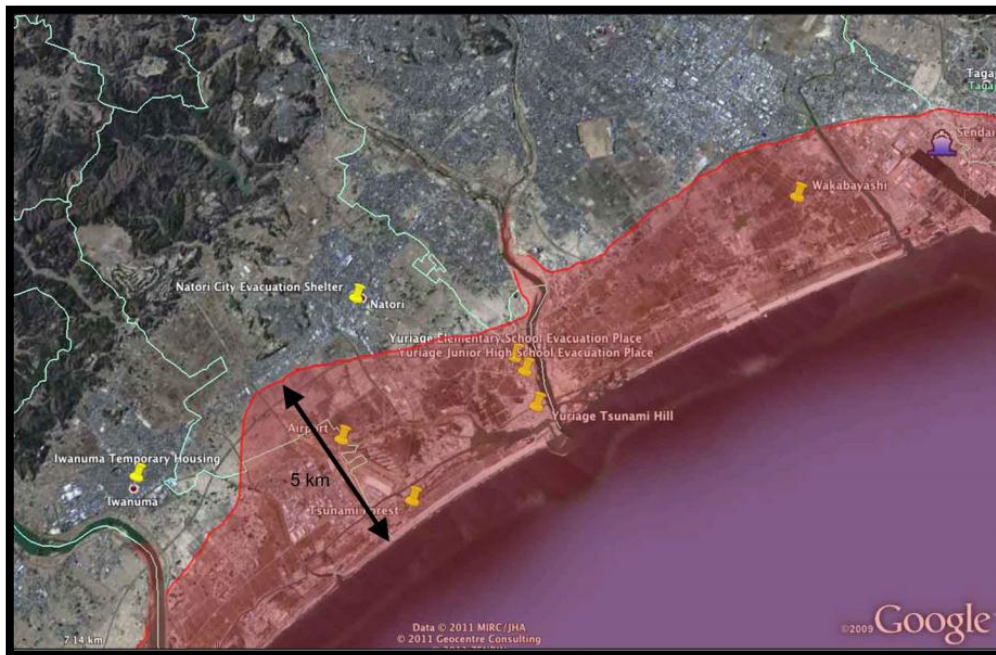 Tagap
Tagap
Sendai
Wakabayashi
Natori City Evacuation Shelter
Natori
Yuriage Elementary School Evacuation Place
Yuriage Junior High School Evacuation Place
Yuriage Tsunami Hill
Airport
Iwanuma Temporary Housing
5 km
Iwanuma
Tsunami Forest
Data © 2011 MIRC/JHA
© 2011 Geocentre Consulting
©2009 Google
7.14 km